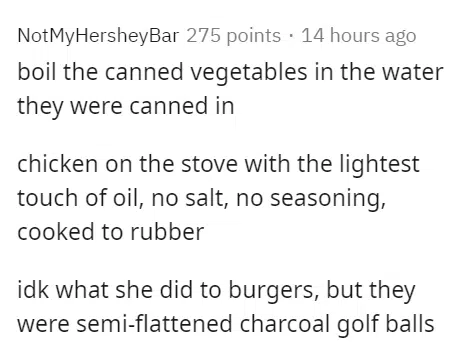 NotMyHersheyBar 275 points · 14 hours ago
boil the canned vegetables in the water
they were canned in
chicken on the stove with the lightest
touch of oil, no salt, no seasoning,
cooked to rubber
idk what she did to burgers, but they
were semi-flattened charcoal golf balls